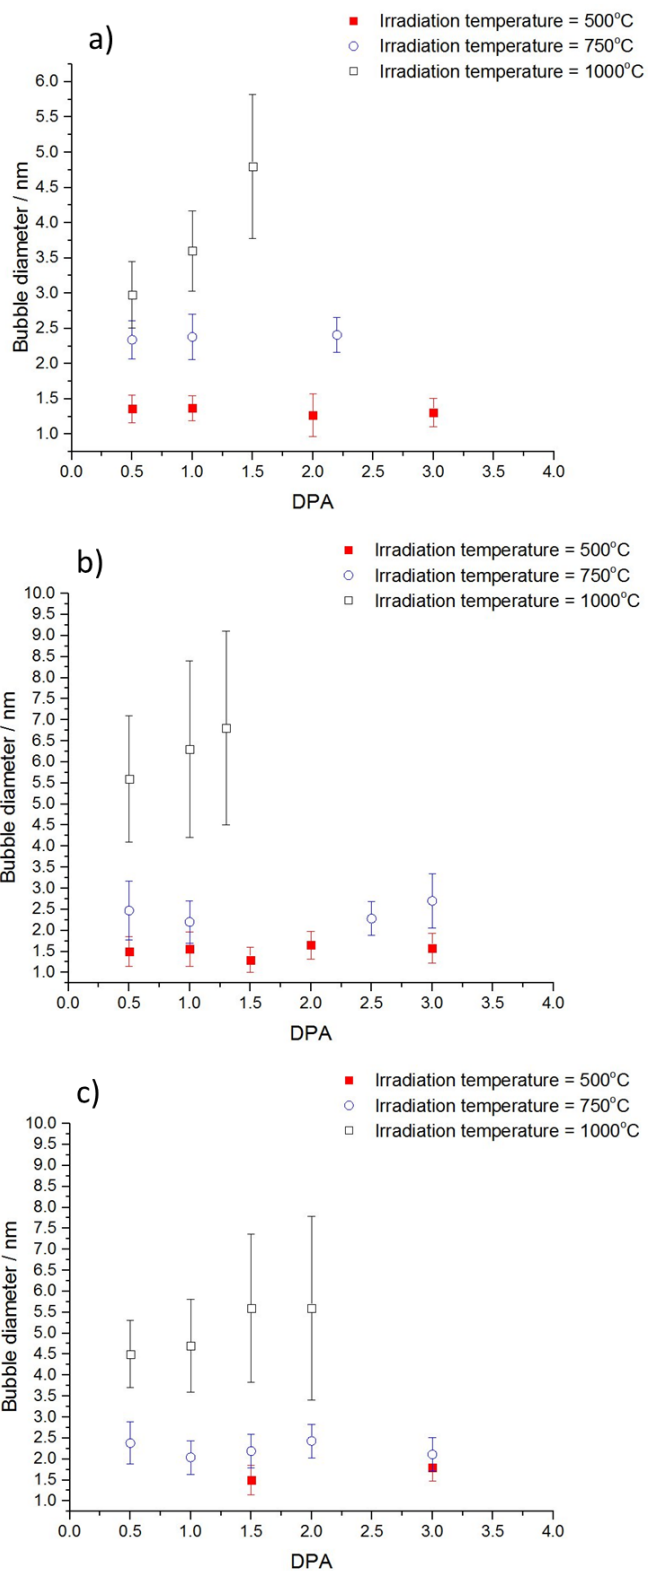 a)
Irradiation temperature = 500°C
Irradiation temperature = 750°C
Irradiation temperature = 1000°C
6.0
5.5
5.0
4.5
4.0
3.5
3.0
2.5
2.0
1.5
1.0
Bubble diameter / nm
0.0 0.5 1.0 1.5 2.0 2.5 3.0 3.5 4.0
DPA
b)
Irradiation temperature = 500°C
Irradiation temperature = 750°C
Irradiation temperature = 1000°C
10.0
9.5
9.0
8.5
8.0
7.5
7.0
6.5
6.0
5.5
5.0
4.5
4.0
3.5
3.0
2.5
2.0
1.5
1.0
Bubble diameter / nm
0.0 0.5 1.0 1.5 2.0 2.5 3.0 3.5 4.0
DPA
c)
Irradiation temperature = 500°C
Irradiation temperature = 750°C
Irradiation temperature = 1000°C
10.0
9.5
9.0
8.5
8.0
7.5
7.0
6.5
6.0
5.5
5.0
4.5
4.0
3.5
3.0
2.5
2.0
1.5
1.0
Bubble diameter / nm
0.0 0.5 1.0 1.5 2.0 2.5 3.0 3.5 4.0
DPA